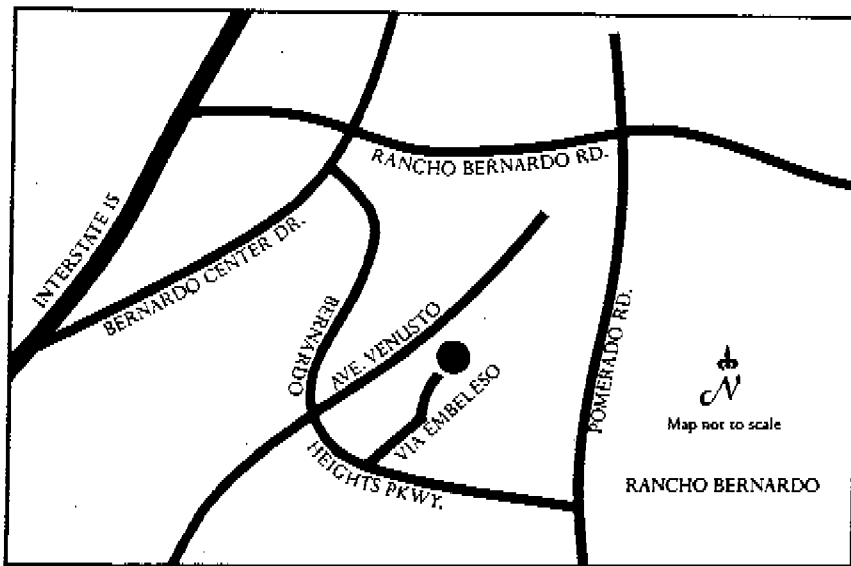 RANCHO BERNARDO RD.
INTERSTATE 15
BERNARDO CENTER DR.
BERNARDO
HEIGHTS PKWY.
AVE. VENUSTO
VIA EMBELESO
POMERADO RD.
N
Map not to scale
RANCHO BERNARDO